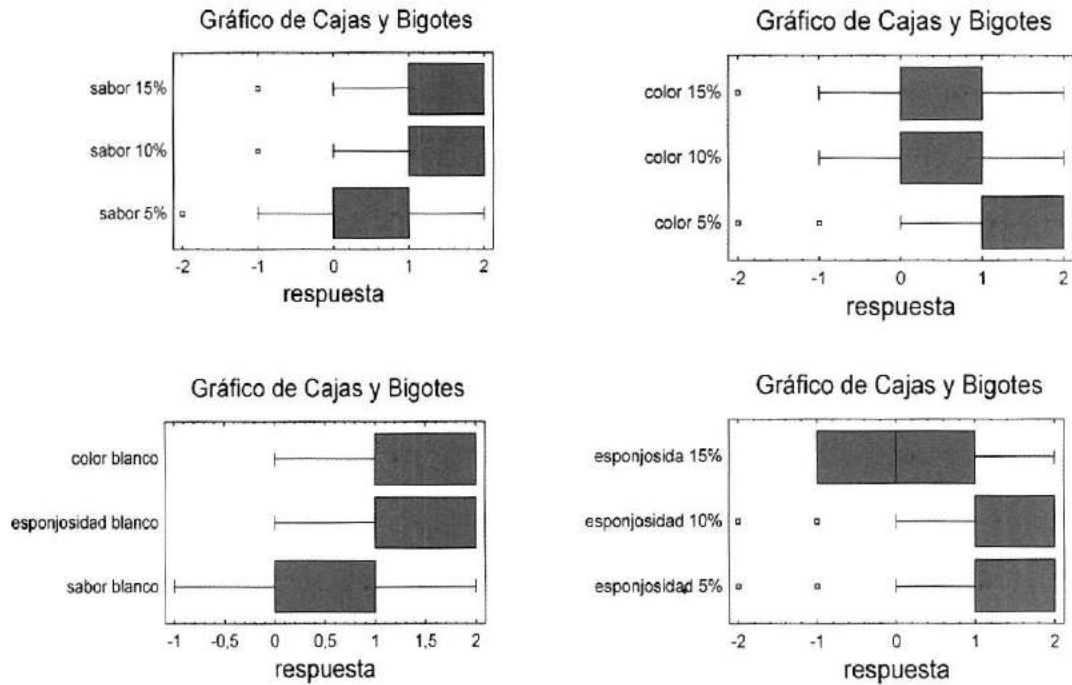 Gráfico de Cajas y Bigotes
sabor 15%
sabor 10%
sabor 5%
-2 -1 0 1 2
respuesta
Gráfico de Cajas y Bigotes
color 15%
color 10%
color 5%
-2 -1 0 1 2
respuesta
Gráfico de Cajas y Bigotes
color blanco
esponjosidad blanco
sabor blanco
-1 -0,5 0 0,5 1 1,5 2
respuesta
Gráfico de Cajas y Bigotes
esponjosida 15%
esponjosidad 10%
esponjosidad 5%
-2 -1 0 1 2
respuesta